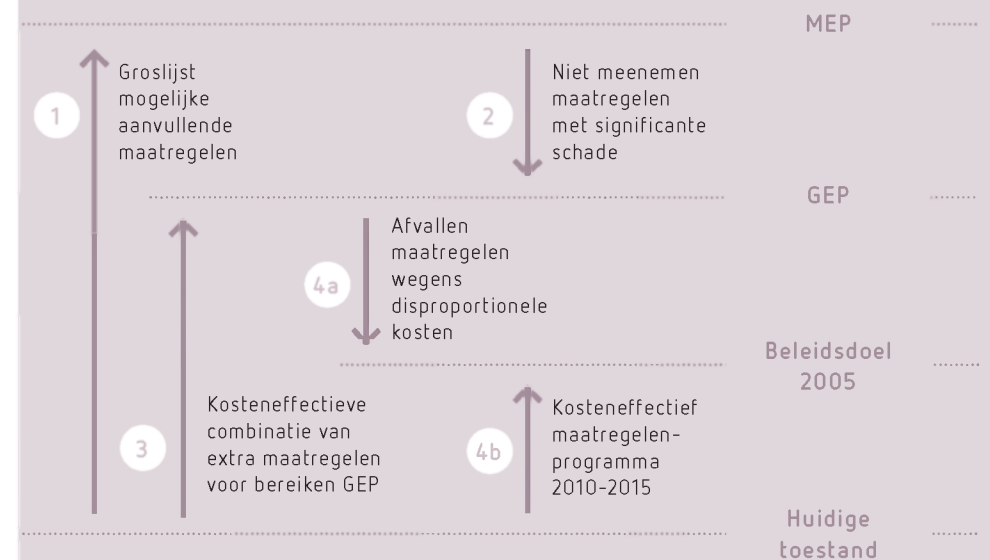 MEP
1
Groslijst
mogelijke
aanvullende
maatregelen
2
Niet meenemen
maatregelen
met significante
schade
GEP
4a
Afvallen
maatregelen
wegens
disproportionele
kosten
Beleidsdoel
2005
3
Kosteneffectieve
combinatie van
extra maatregelen
voor bereiken GEP
4b
Kosteneffectief
maatregelen-
programma
2010-2015
Huidige
toestand